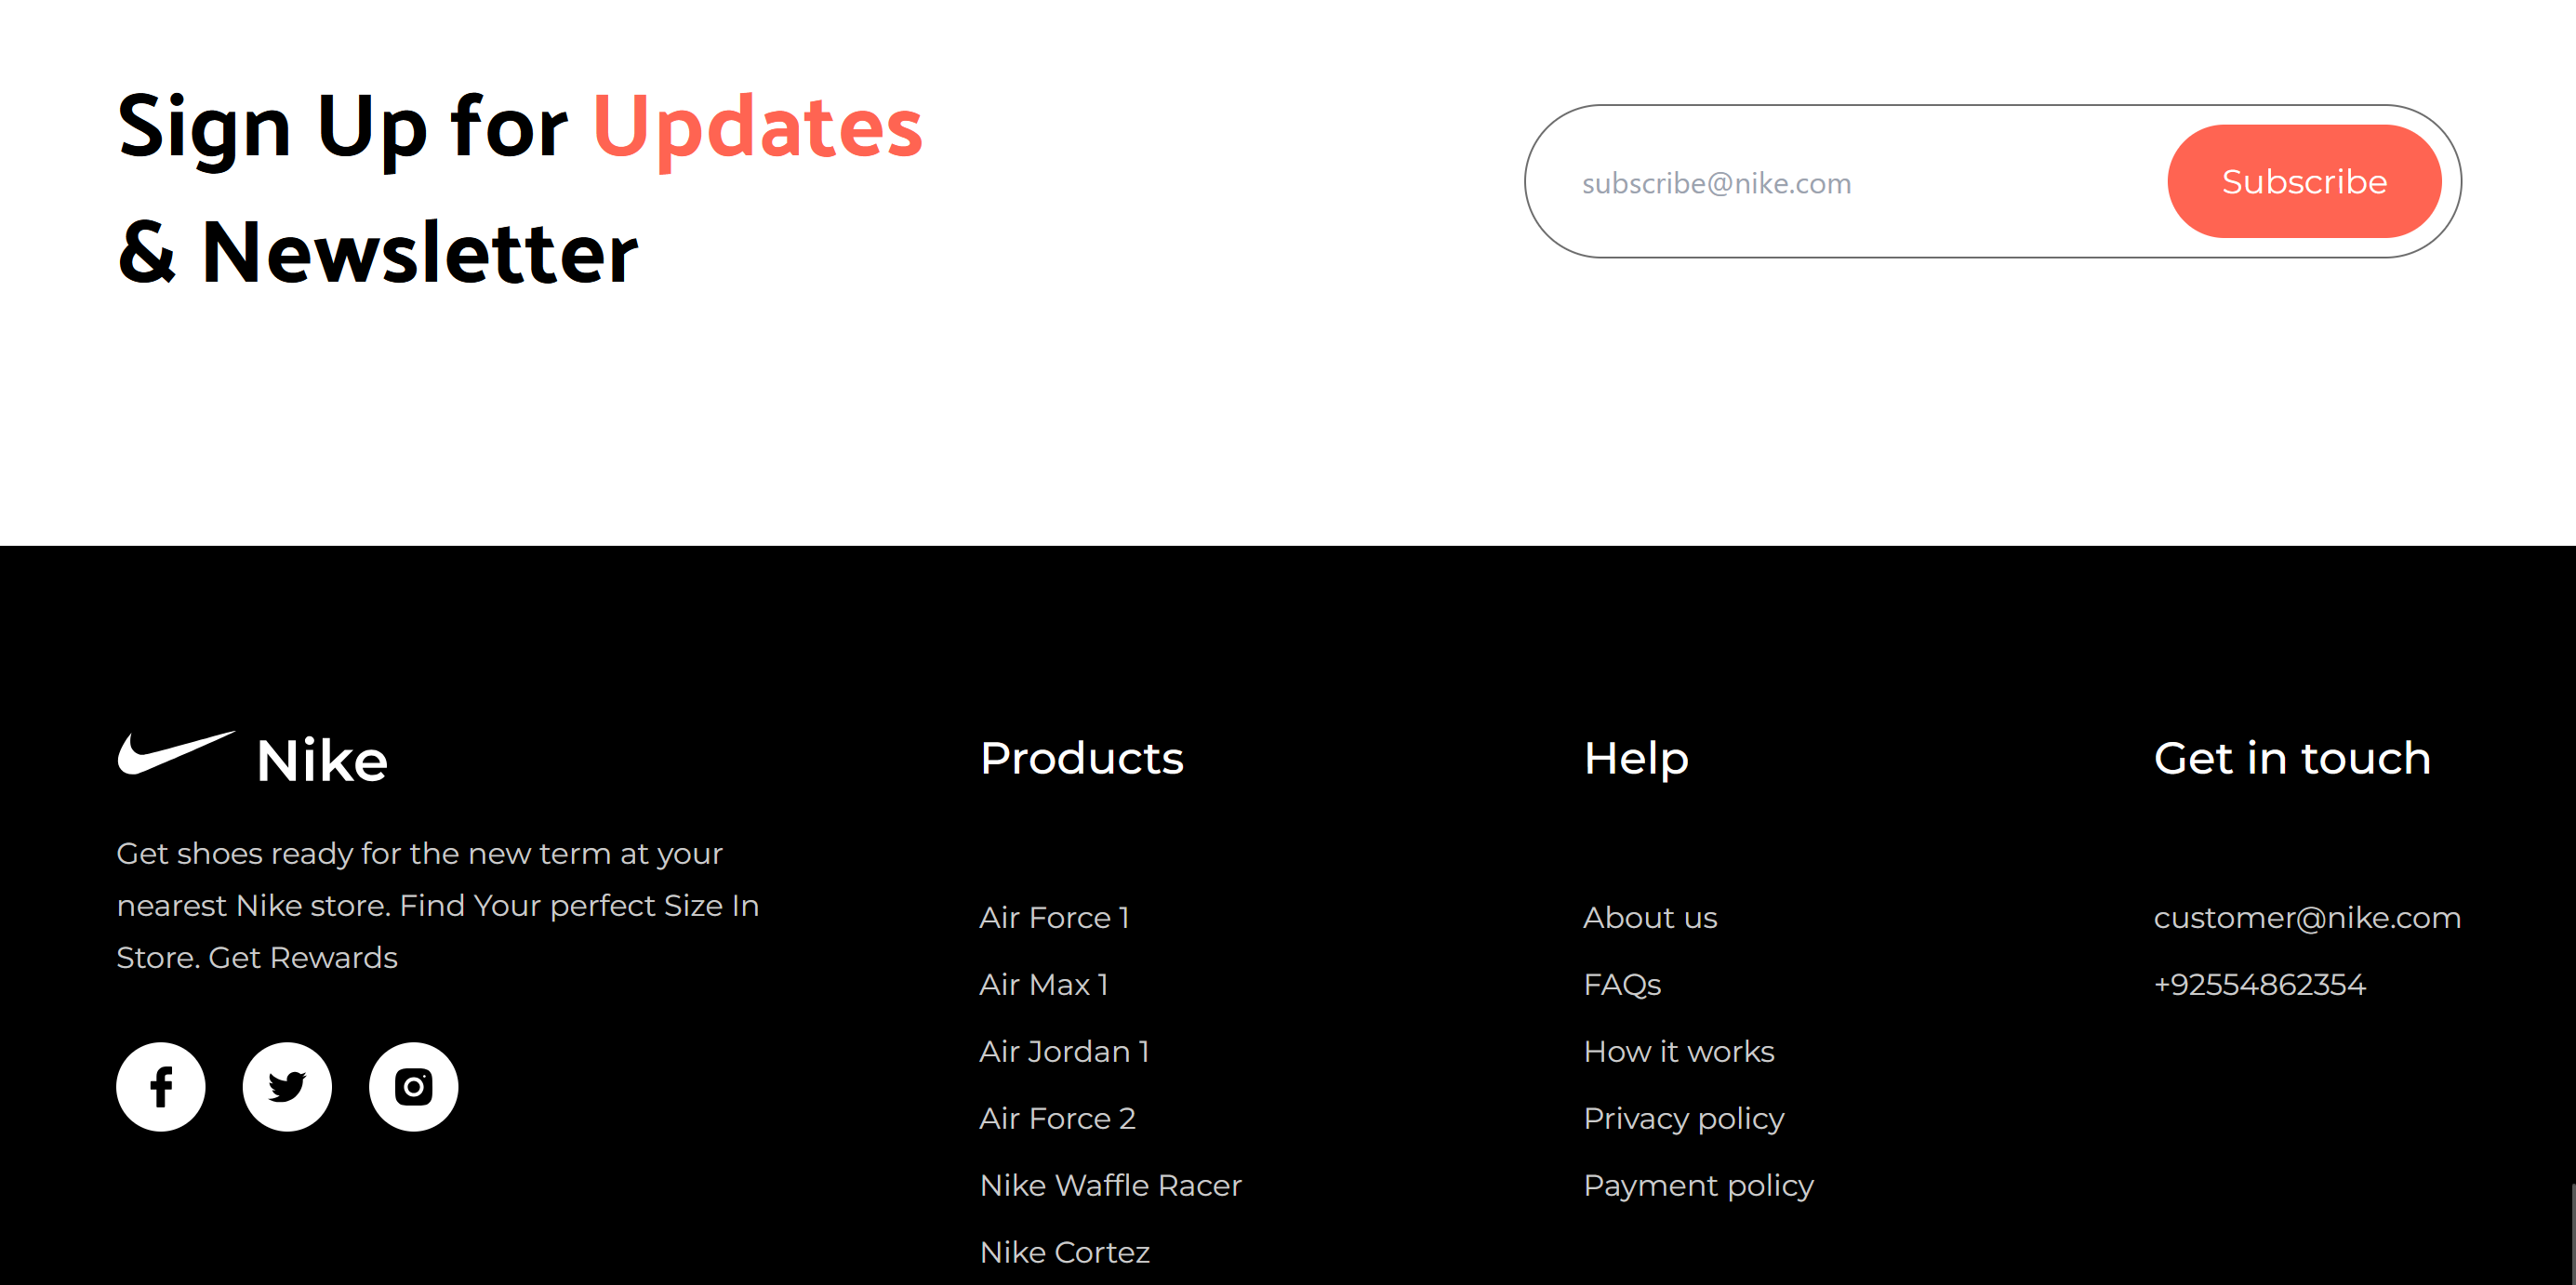 Sign Up for Updates
& Newsletter
subscribe@nike.com
Subscribe
Nike
Get shoes ready for the new term at your
nearest Nike store. Find Your perfect Size In
Store. Get Rewards
Products
Air Force 1
Air Max 1
Air Jordan 1
Air Force 2
Nike Waffle Racer
Nike Cortez
Help
About us
FAQs
How it works
Privacy policy
Payment policy
Get in touch
customer@nike.com
+92554862354